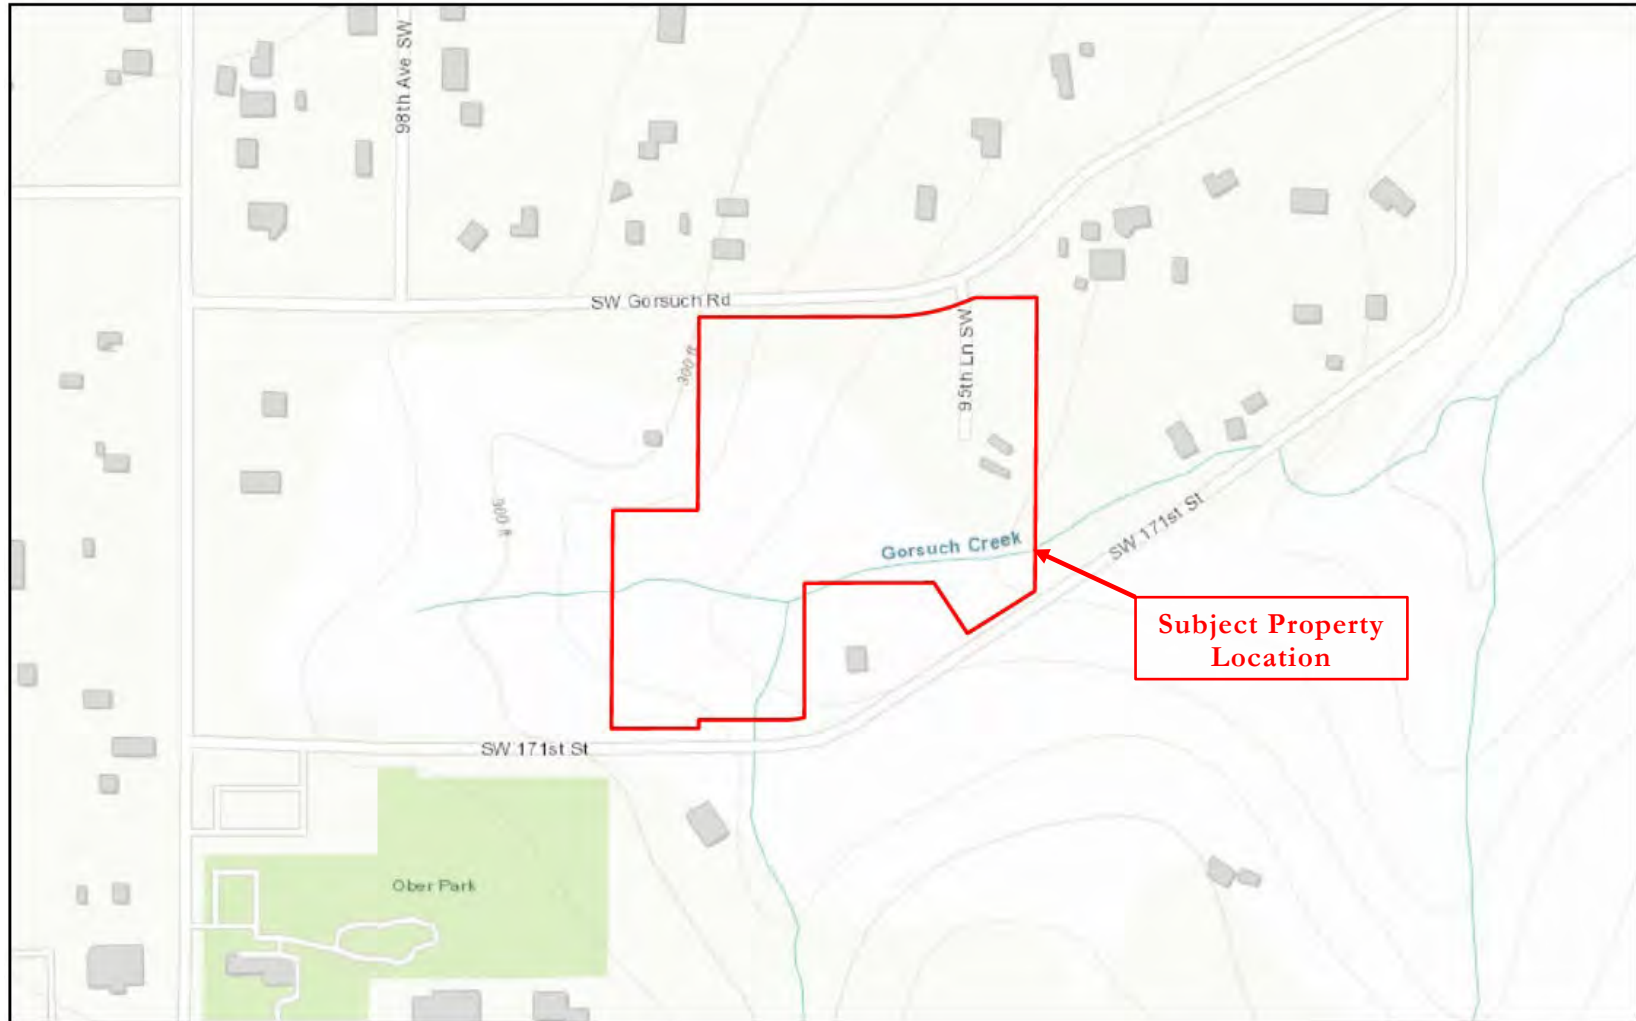 98th Ave SW
SW Gorsuch Rd
300 ft
95th Ln SW
300 ft
Gorsuch Creek
SW 171st St
Subject Property
Location
SW 171st St
Ober Park